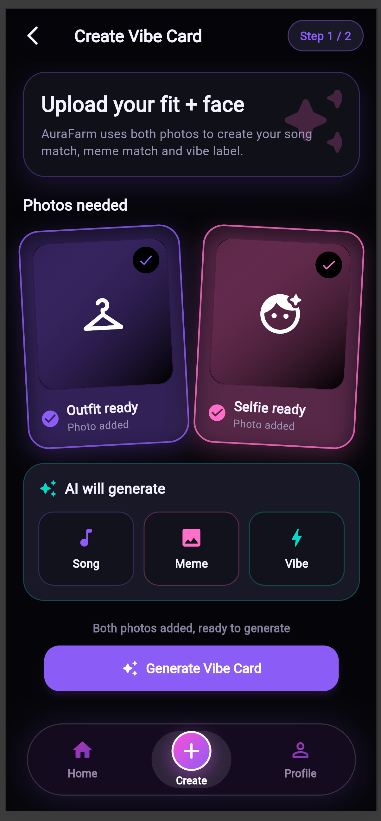 Create Vibe Card
Step 1 / 2
Upload your fit + face
AuraFarm uses both photos to create your song
match, meme match and vibe label.
Photos needed
Outfit ready
Photo added
Selfie ready
Photo added
AI will generate
Song
Meme
Vibe
Both photos added, ready to generate
Generate Vibe Card
Home
Create
Profile